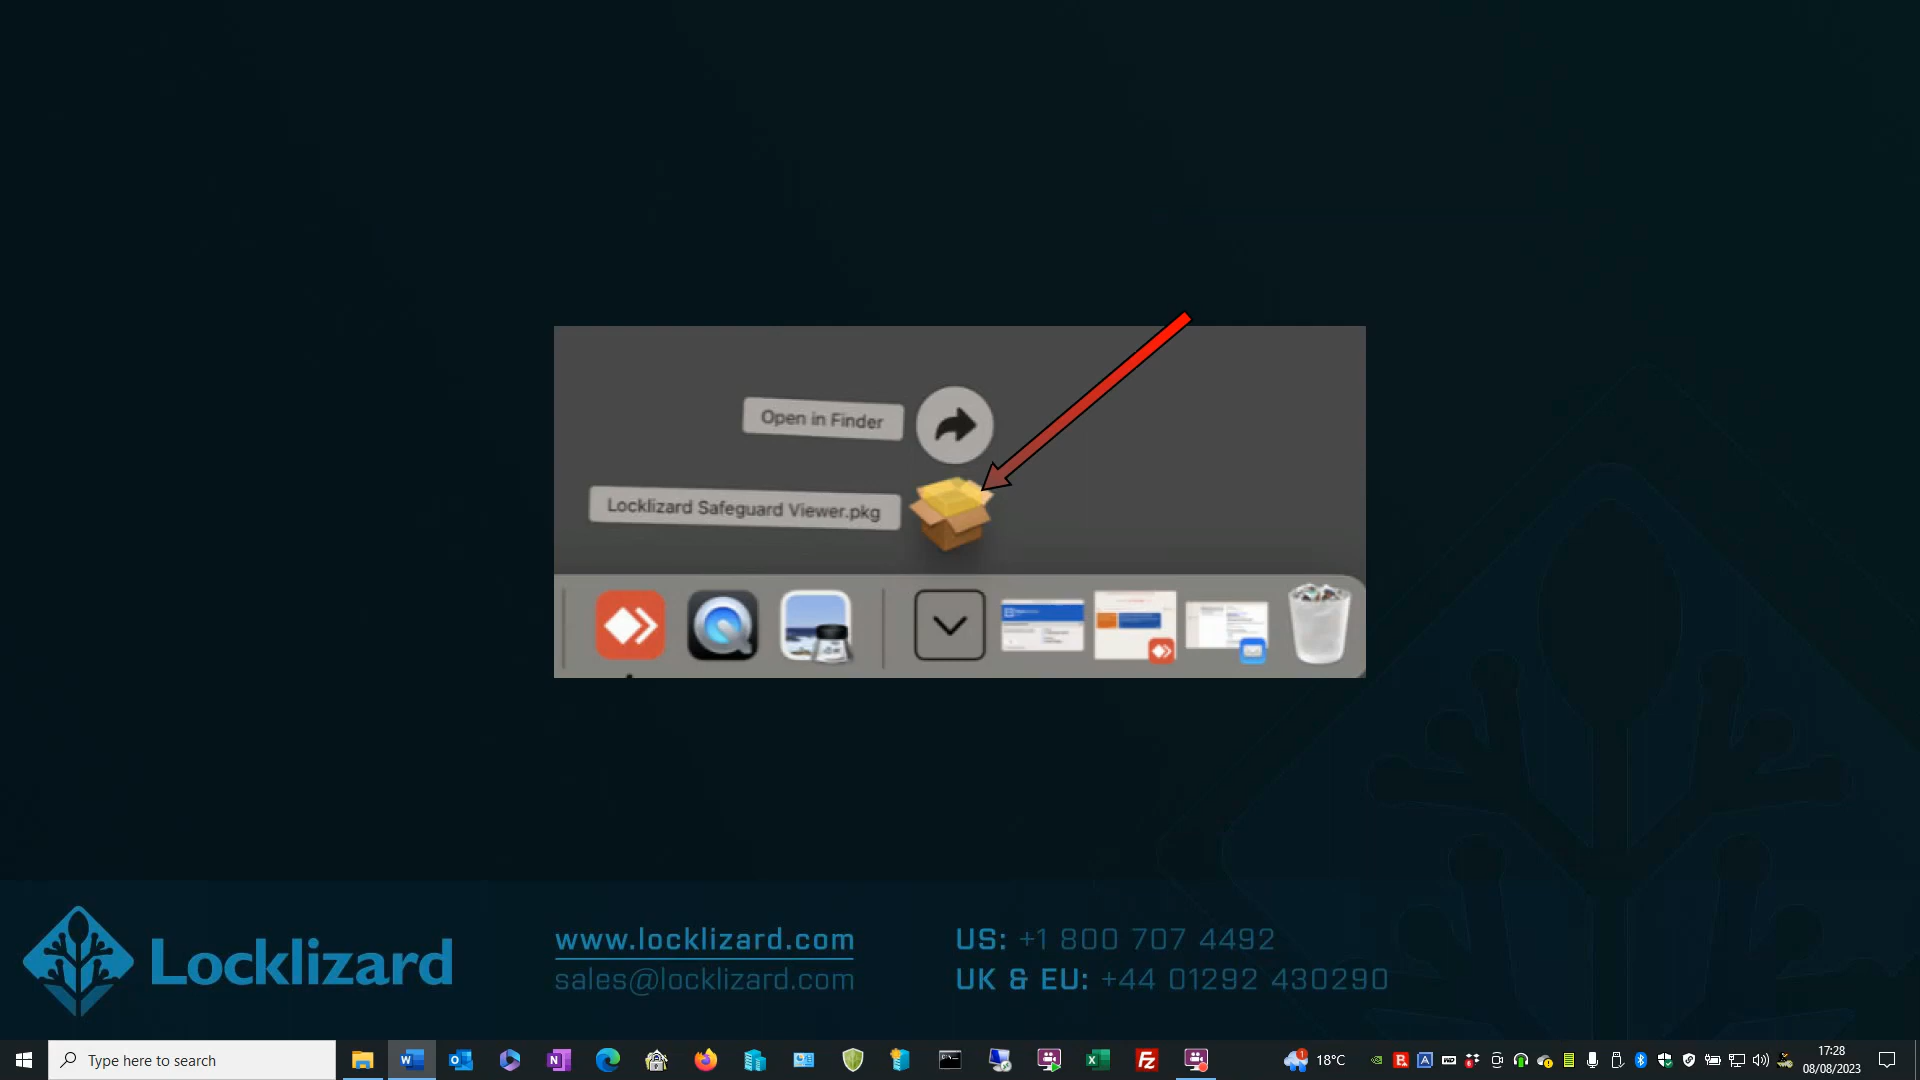 Open in Finder
Locklizard Safeguard Viewer.pkg
Locklizard
www.locklizard.com
sales@locklizard.com
US: +1 800 707 4492
UK & EU: +44 01292 430290
Type here to search
18°C
17:28
08/08/2023